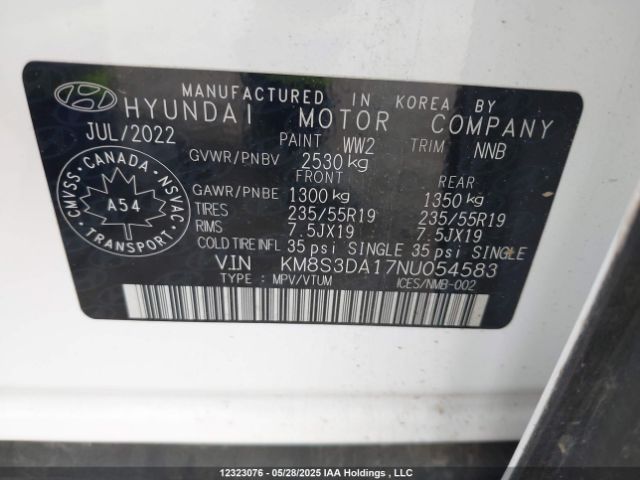 MANUFACTURED IN KOREA BY
HYUNDAI MOTOR COMPANY
JUL/2022 PAINT WW2 TRIM NNB
GVWR/PNBV 2530 kg
FRONT REAR
GAWR/PNBE 1300 kg 1350 kg
TIRES 235/55R19 235/55R19
RIMS 7.5JX19 7.5JX19
COLD TIRE INFL 35 psi SINGLE 35 psi SINGLE
VIN KM8S3DA17NU054583
TYPE : MPV/VTUM ICES/NMB-002
CMVSS CANADA NSVAC
A54
TRANSPORT
12323076 - 05/28/2025 IAA Holdings , LLC